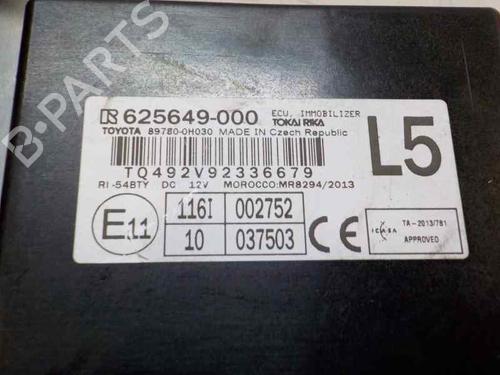 R 625649-000 ECU, IMMOBILIZER
TOKAI RIKA
TOYOTA 89780-0H030 MADE IN Czech Republic
L5
TQ492V92336679
RI-54BTY DC 12V MOROCCO:MR8294/2013
E11
116I 002752
10 037503
CE
ICASA
TA-2013/781
APPROVED
B